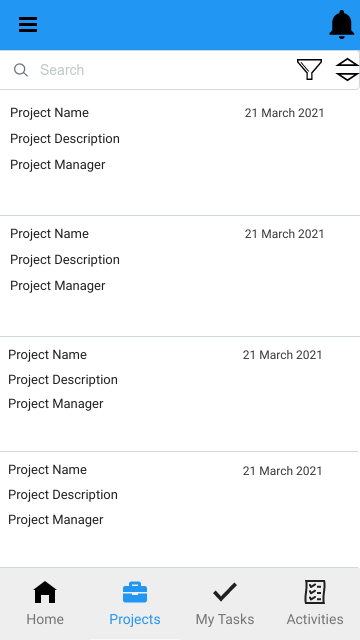 Search
Project Name 21 March 2021
Project Description
Project Manager
Project Name 21 March 2021
Project Description
Project Manager
Project Name 21 March 2021
Project Description
Project Manager
Project Name 21 March 2021
Project Description
Project Manager
Home Projects My Tasks Activities